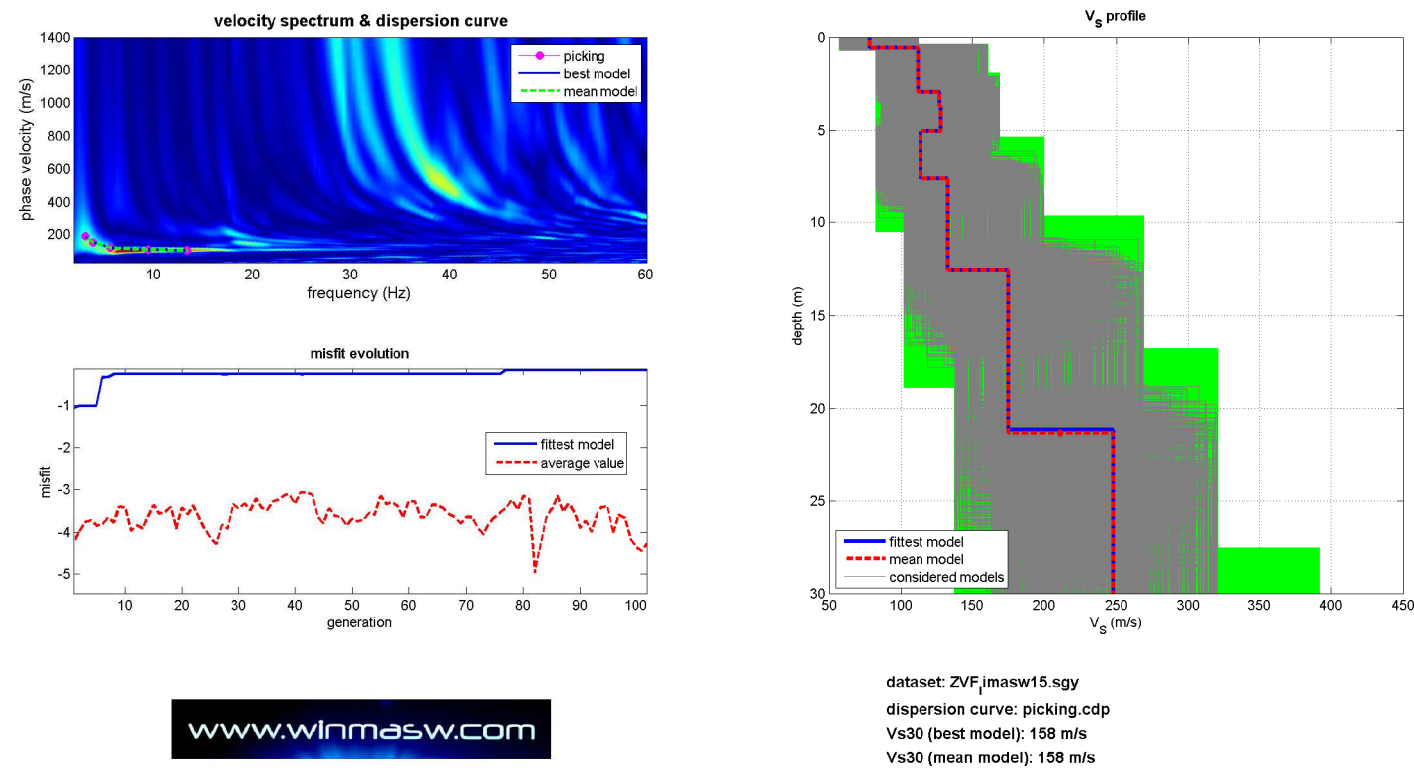 velocity spectrum & dispersion curve
1400
1200
1000
800
600
400
200
phase velocity (m/s)
picking
best model
mean model
10
20
30
40
50
60
frequency (Hz)
misfit evolution
-1
-2
-3
-4
-5
misfit
fittest model
average value
10
20
30
40
50
60
70
80
90
100
generation
www.winmasw.com
VS profile
0
5
10
15
20
25
30
depth (m)
fittest model
mean model
considered models
50
100
150
200
250
300
350
400
450
VS (m/s)
dataset: ZVFlimasw15.sgy
dispersion curve: picking.cdp
Vs30 (best model): 158 m/s
Vs30 (mean model): 158 m/s